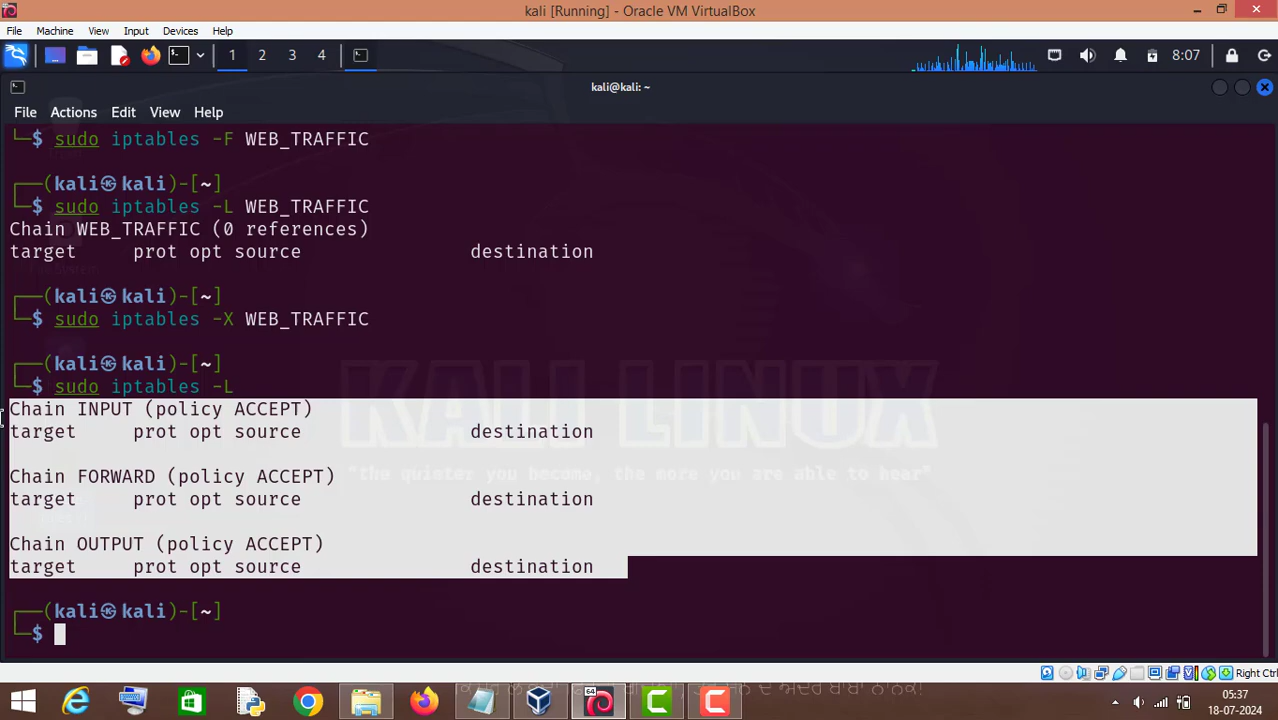 kali [Running] - Oracle VM VirtualBox
File Machine View Input Devices Help
1 2 3 4 8:07
kali@kali: ~
File Actions Edit View Help
└─$ sudo iptables -F WEB_TRAFFIC
┌──(kali㉿kali)-[~]
└─$ sudo iptables -L WEB_TRAFFIC
Chain WEB_TRAFFIC (0 references)
target prot opt source destination
┌──(kali㉿kali)-[~]
└─$ sudo iptables -X WEB_TRAFFIC
┌──(kali㉿kali)-[~]
└─$ sudo iptables -L
Chain INPUT (policy ACCEPT)
target prot opt source destination
Chain FORWARD (policy ACCEPT)
target prot opt source destination
Chain OUTPUT (policy ACCEPT)
target prot opt source destination
┌──(kali㉿kali)-[~]
└─$
KALI LINUX
"the quieter you become, the more you are able to hear"
Right Ctrl
64
05:37
18-07-2024